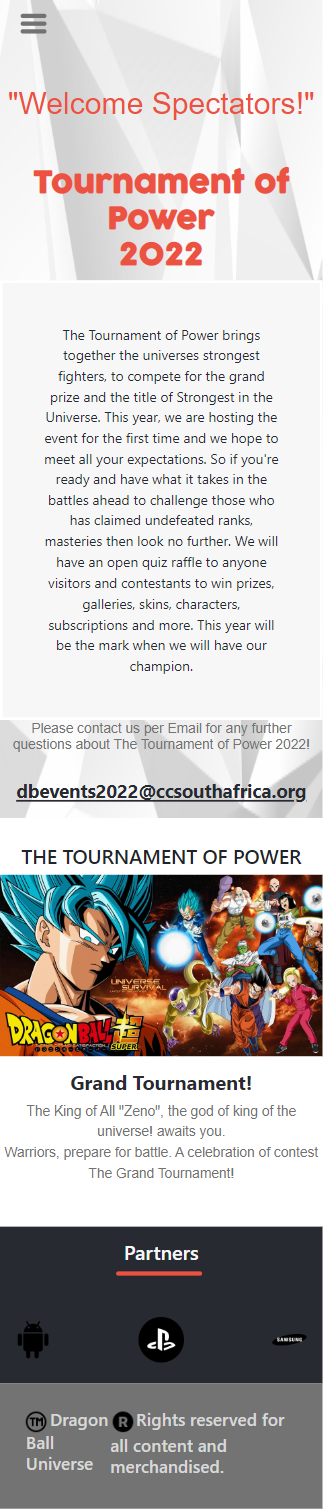 "Welcome Spectators!"
Tournament of
Power
2022
The Tournament of Power brings
together the universes strongest
fighters, to compete for the grand
prize and the title of Strongest in the
Universe. This year, we are hosting the
event for the first time and we hope to
meet all your expectations. So if you're
ready and have what it takes in the
battles ahead to challenge those who
has claimed undefeated ranks,
masteries then look no further. We will
have an open quiz raffle to anyone
visitors and contestants to win prizes,
galleries, skins, characters,
subscriptions and more. This year will
be the mark when we will have our
champion.
Please contact us per Email for any further
questions about The Tournament of Power 2022!
dbevents2022@ccsouthafrica.org
THE TOURNAMENT OF POWER
UNIVERSE
SURVIVAL
DRAGONBALL
SUPER
Grand Tournament!
The King of All "Zeno", the god of king of the
universe! awaits you.
Warriors, prepare for battle. A celebration of contest
The Grand Tournament!
Partners
SAMSUNG
TM Dragon
Ball
Universe
R Rights reserved for
all content and
merchandised.